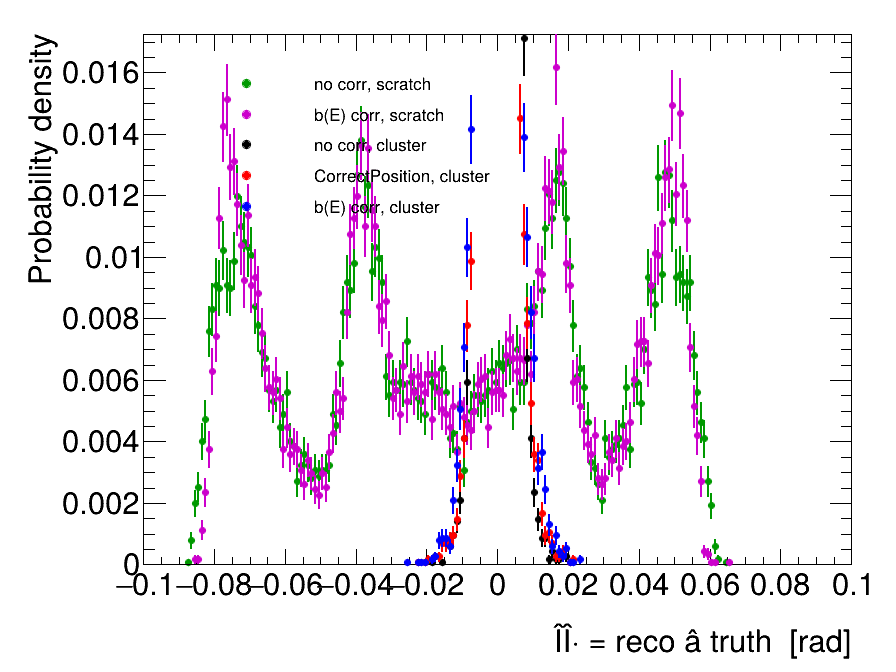 Probability density
0.016
0.014
0.012
0.01
0.008
0.006
0.004
0.002
0
no corr, scratch
b(E) corr, scratch
no corr, cluster
CorrectPosition, cluster
b(E) corr, cluster
−0.1 −0.08 −0.06 −0.04 −0.02 0 0.02 0.04 0.06 0.08 0.1
ÎÎ· = reco â truth [rad]